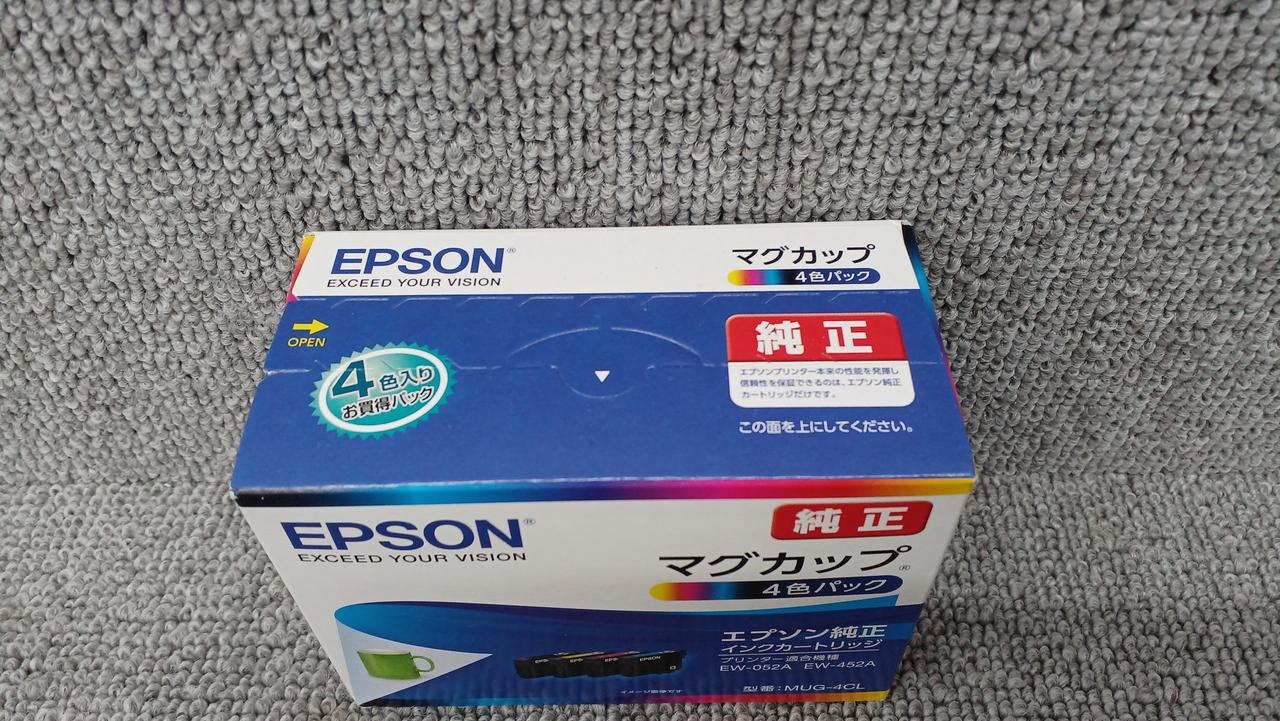 EPSON®
EXCEED YOUR VISION
マグカップ
4色パック
OPEN
4色入り
お買得パック
純正
エプソンプリンター本来の性能を発揮し
信頼性を保証できるのは、エプソン純正
カートリッジだけです。
この面を上にしてください。
EPSON®
EXCEED YOUR VISION
純正
マグカップ®
4色パック
エプソン純正
インクカートリッジ
プリンター適合機種
EW-052A EW-452A
型番:MUG-4CL
EPSON
イメージ画像です